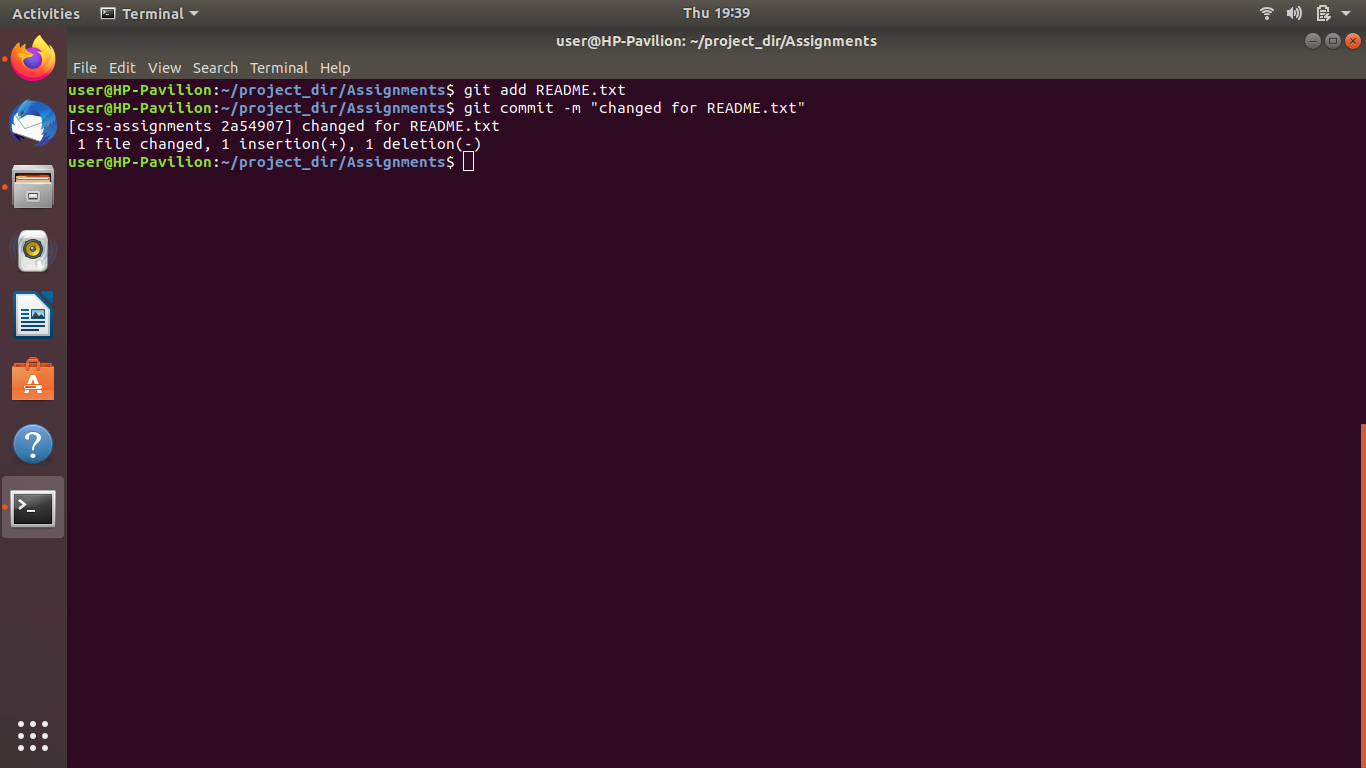 Activities Terminal Thu 19:39
user@HP-Pavilion: ~/project_dir/Assignments
File Edit View Search Terminal Help
user@HP-Pavilion:~/project_dir/Assignments$ git add README.txt
user@HP-Pavilion:~/project_dir/Assignments$ git commit -m "changed for README.txt"
[css-assignments 2a54907] changed for README.txt
 1 file changed, 1 insertion(+), 1 deletion(-)
user@HP-Pavilion:~/project_dir/Assignments$